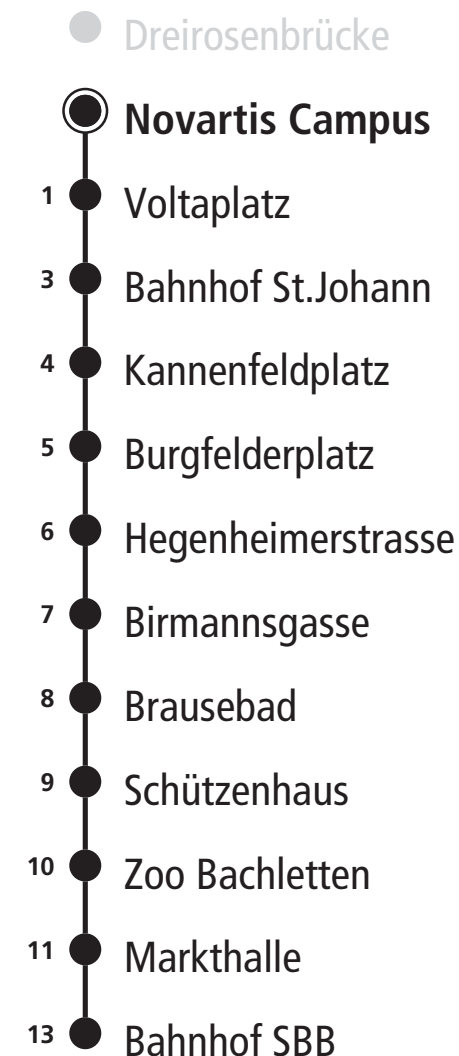 Dreirosenbrücke
Novartis Campus
1 Voltaplatz
3 Bahnhof St.Johann
4 Kannenfeldplatz
5 Burgfelderplatz
6 Hegenheimerstrasse
7 Birmannsgasse
8 Brausebad
9 Schützenhaus
10 Zoo Bachletten
11 Markthalle
13 Bahnhof SBB